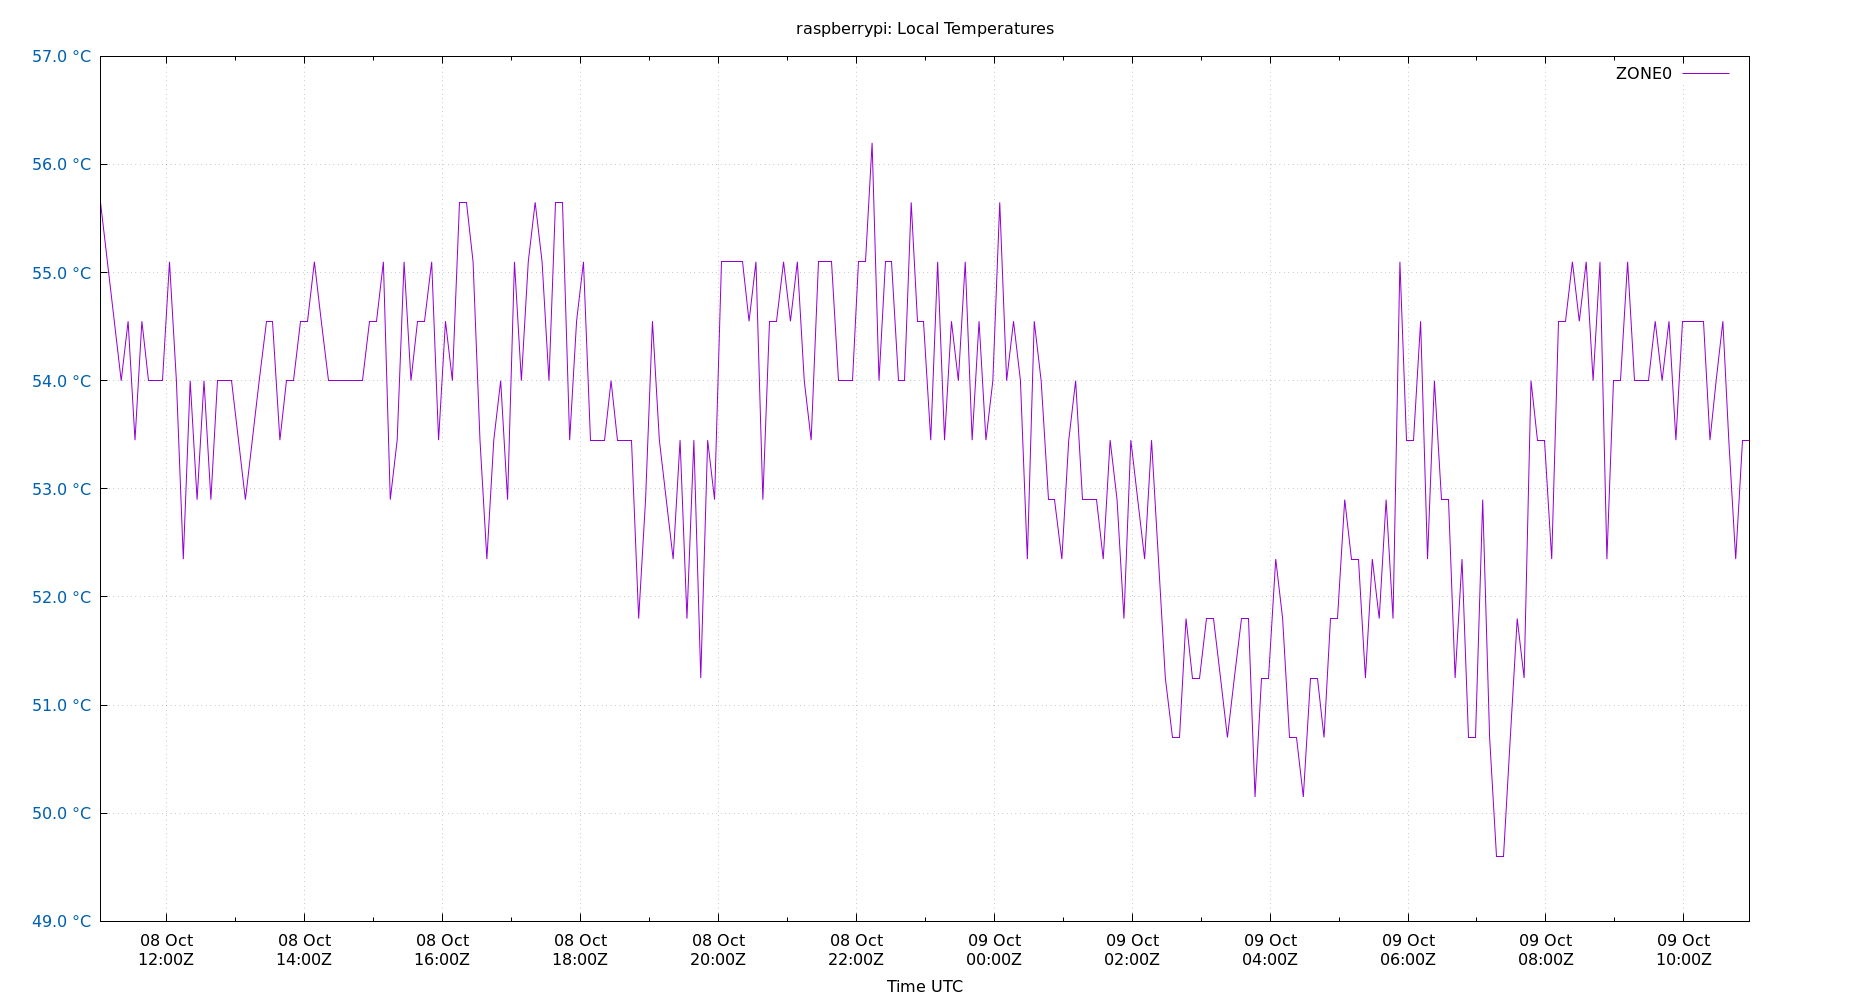 raspberrypi: Local Temperatures
57.0 °C
ZONE0
56.0 °C
55.0 °C
54.0 °C
53.0 °C
52.0 °C
51.0 °C
50.0 °C
49.0 °C
08 Oct 08 Oct 08 Oct 08 Oct 08 Oct 08 Oct 09 Oct 09 Oct 09 Oct 09 Oct 09 Oct 09 Oct
12:00Z 14:00Z 16:00Z 18:00Z 20:00Z 22:00Z 00:00Z 02:00Z 04:00Z 06:00Z 08:00Z 10:00Z
Time UTC